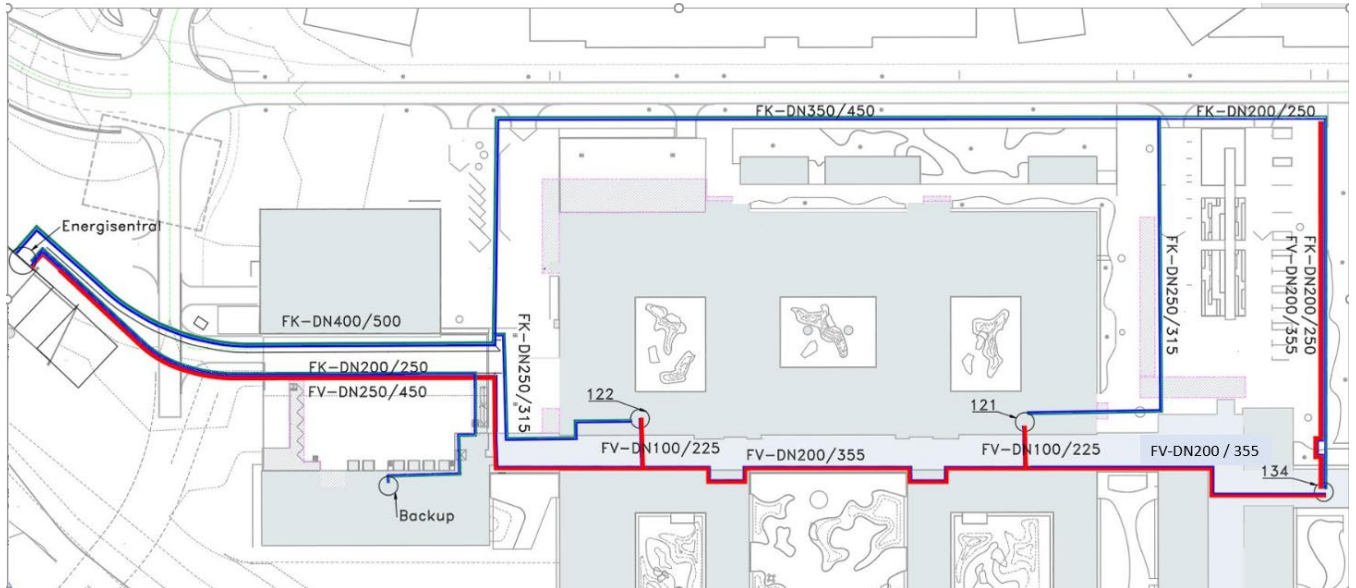 FK-DN350/450
FK-DN200/250
Energisentral
FK-DN400/500
FK-DN200/250
FV-DN250/450
FK-DN250/315
122
FV-DN100/225
FV-DN200/355
121
FV-DN100/225
FK-DN250/315
FV-DN200 / 355
FK-DN200/250
FV-DN200/355
134
Backup